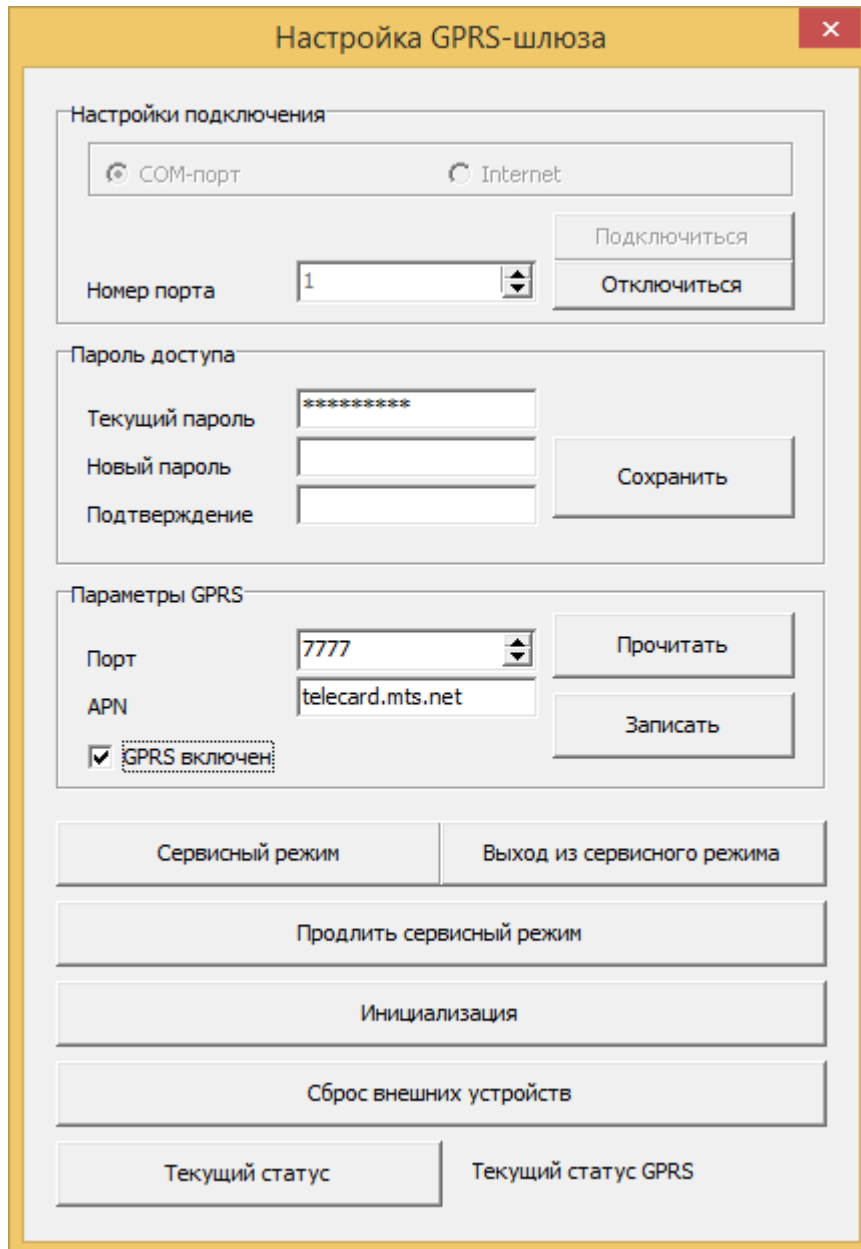 Настройка GPRS-шлюза
Настройки подключения
COM-порт Internet
Подключиться
Номер порта 1 Отключиться
Пароль доступа
Текущий пароль *********
Новый пароль
Сохранить
Подтверждение
Параметры GPRS
Порт 7777 Прочитать
APN telecard.mts.net
Записать
GPRS включен
Сервисный режим Выход из сервисного режима
Продлить сервисный режим
Инициализация
Сброс внешних устройств
Текущий статус Текущий статус GPRS